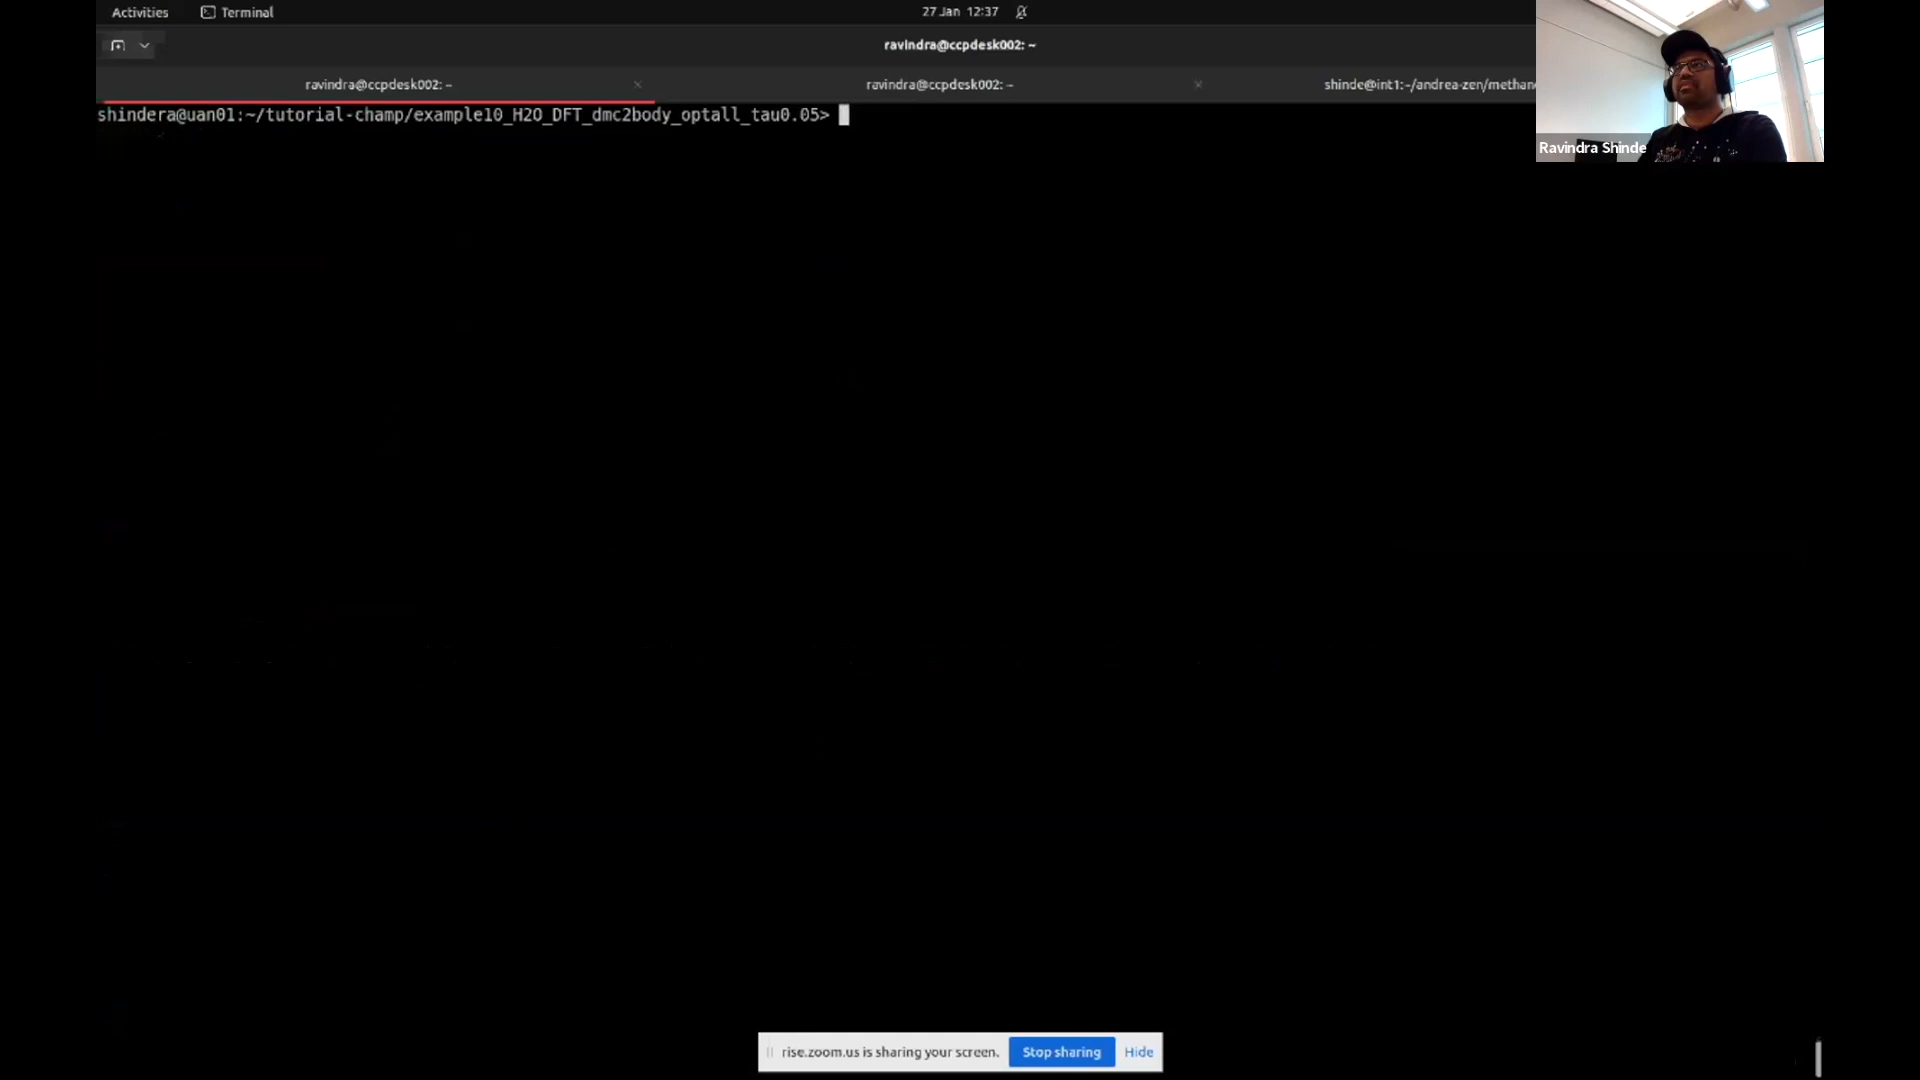 Activities Terminal 27 Jan 12:37
ravindra@ccpdesk002: ~
ravindra@ccpdesk002: ~ ravindra@ccpdesk002: ~ shinde@int1:~/andrea-zen/methan
shindera@uan01:~/tutorial-champ/example10_H2O_DFT_dmc2body_optall_tau0.05>
Ravindra Shinde
rise.zoom.us is sharing your screen. Stop sharing Hide